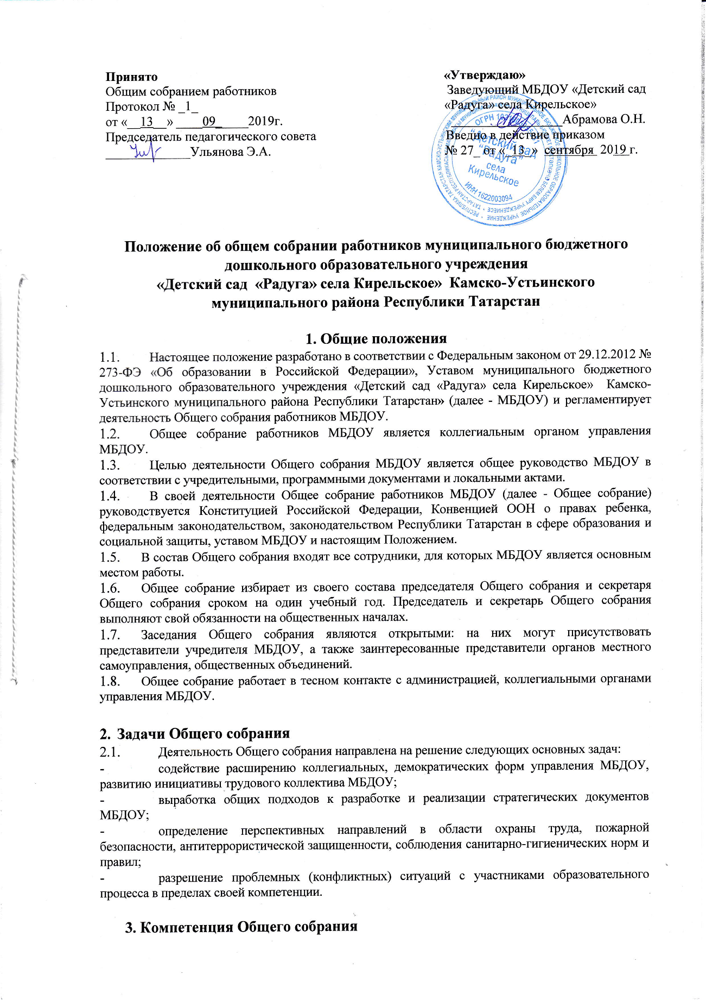 Принято
Общим собранием работников
Протокол № _1_
от «__13__» ____09_____2019г.
Председатель педагогического совета
_____________Ульянова Э.А.
«Утверждаю»
Заведующий МБДОУ «Детский сад
«Радуга» села Кирельское»
_________________Абрамова О.Н.
Введно в действие приказом
№ 27_ от «_13_» сентября_ 2019 г.
"Детский сад
"Радуга"
села
Кирельское
ИНН 1622003094
Положение об общем собрании работников муниципального бюджетного
дошкольного образовательного учреждения
«Детский сад «Радуга» села Кирельское» Камско-Устьинского
муниципального района Республики Татарстан
1. Общие положения
1.1. Настоящее положение разработано в соответствии с Федеральным законом от 29.12.2012 №
273-ФЭ «Об образовании в Российской Федерации», Уставом муниципального бюджетного
дошкольного образовательного учреждения «Детский сад «Радуга» села Кирельское» Камско-
Устьинского муниципального района Республики Татарстан» (далее - МБДОУ) и регламентирует
деятельность Общего собрания работников МБДОУ.
1.2. Общее собрание работников МБДОУ является коллегиальным органом управления
МБДОУ.
1.3. Целью деятельности Общего собрания МБДОУ является общее руководство МБДОУ в
соответствии с учредительными, программными документами и локальными актами.
1.4. В своей деятельности Общее собрание работников МБДОУ (далее - Общее собрание)
руководствуется Конституцией Российской Федерации, Конвенцией ООН о правах ребенка,
федеральным законодательством, законодательством Республики Татарстан в сфере образования и
социальной защиты, уставом МБДОУ и настоящим Положением.
1.5. В состав Общего собрания входят все сотрудники, для которых МБДОУ является основным
местом работы.
1.6. Общее собрание избирает из своего состава председателя Общего собрания и секретаря
Общего собрания сроком на один учебный год. Председатель и секретарь Общего собрания
выполняют свой обязанности на общественных началах.
1.7. Заседания Общего собрания являются открытыми: на них могут присутствовать
представители учредителя МБДОУ, а также заинтересованные представители органов местного
самоуправления, общественных объединений.
1.8. Общее собрание работает в тесном контакте с администрацией, коллегиальными органами
управления МБДОУ.
2. Задачи Общего собрания
2.1. Деятельность Общего собрания направлена на решение следующих основных задач:
- содействие расширению коллегиальных, демократических форм управления МБДОУ,
развитию инициативы трудового коллектива МБДОУ;
- выработка общих подходов к разработке и реализации стратегических документов
МБДОУ;
- определение перспективных направлений в области охраны труда, пожарной
безопасности, антитеррористической защищенности, соблюдения санитарно-гигиенических норм и
правил;
- разрешение проблемных (конфликтных) ситуаций с участниками образовательного
процесса в пределах своей компетенции.
3. Компетенция Общего собрания